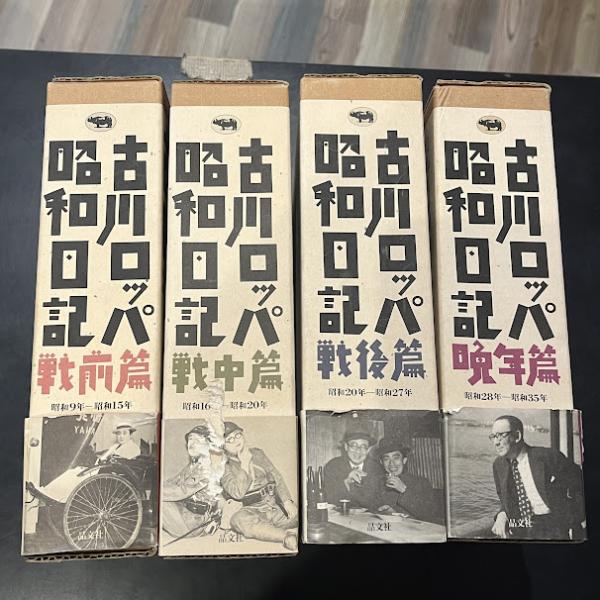 古川ロッパ
昭和日記
戦前篇
昭和9年—昭和15年
晶文社
古川ロッパ
昭和日記
戦中篇
昭和16
—昭和20年
晶文社
古川ロッパ
昭和日記
戦後篇
昭和20年—昭和27年
晶文社
古川ロッパ
昭和日記
晩年篇
昭和28年—昭和35年
晶文社